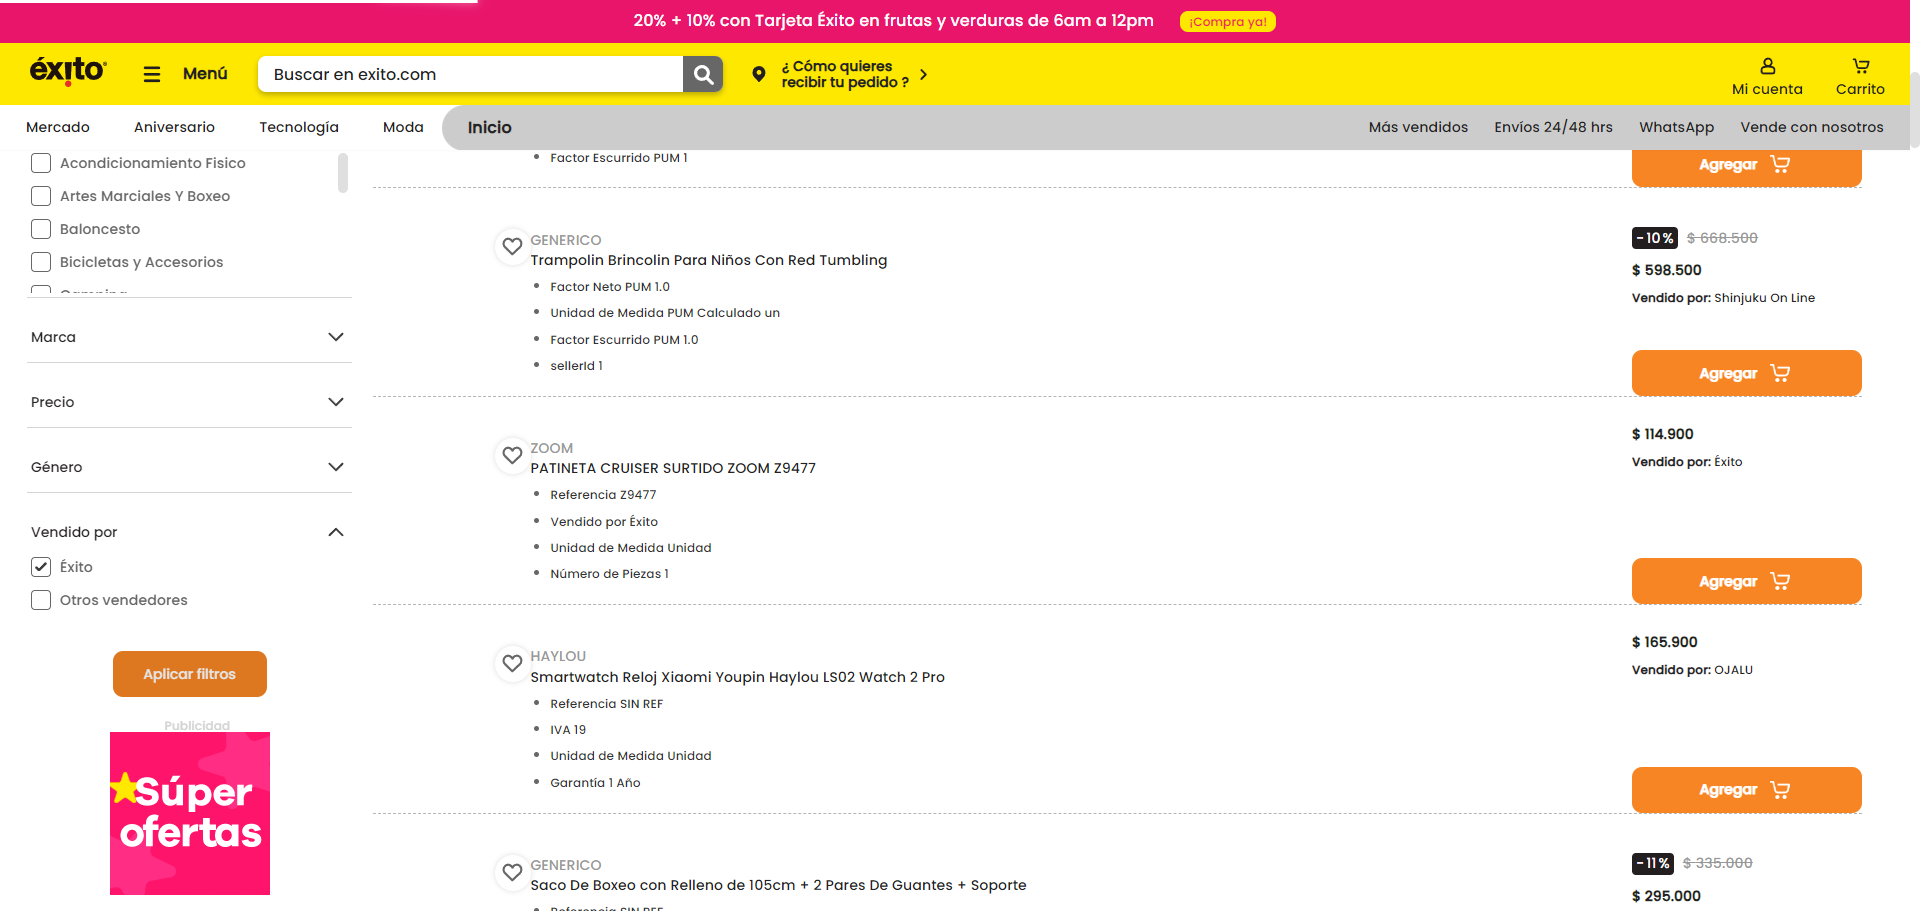 20% + 10% con Tarjeta Éxito en frutas y verduras de 6am a 12pm ¡Compra ya!
éxito
Menú
Buscar en exito.com
¿ Cómo quieres
recibir tu pedido ?
Mi cuenta
Carrito
Mercado Aniversario Tecnología Moda Inicio Más vendidos Envíos 24/48 hrs WhatsApp Vende con nosotros
Acondicionamiento Fisico
Artes Marciales Y Boxeo
Baloncesto
Bicicletas y Accesorios
Marca
Precio
Género
Vendido por
Éxito
Otros vendedores
Aplicar filtros
Publicidad
Súper
ofertas
Factor Escurrido PUM 1
Agregar
GENERICO
Trampolin Brincolin Para Niños Con Red Tumbling
Factor Neto PUM 1.0
Unidad de Medida PUM Calculado un
Factor Escurrido PUM 1.0
sellerId 1
-10% $ 668.500
$ 598.500
Vendido por: Shinjuku On Line
Agregar
ZOOM
PATINETA CRUISER SURTIDO ZOOM Z9477
Referencia Z9477
Vendido por Éxito
Unidad de Medida Unidad
Número de Piezas 1
$ 114.900
Vendido por: Éxito
Agregar
HAYLOU
Smartwatch Reloj Xiaomi Youpin Haylou LS02 Watch 2 Pro
Referencia SIN REF
IVA 19
Unidad de Medida Unidad
Garantía 1 Año
$ 165.900
Vendido por: OJALU
Agregar
GENERICO
Saco De Boxeo con Relleno de 105cm + 2 Pares De Guantes + Soporte
Referencia SIN REF
-11% $ 335.000
$ 295.000